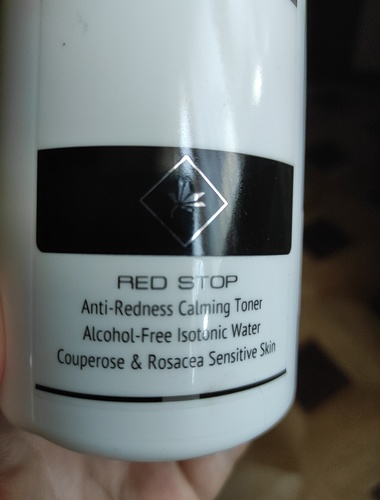 RED STOP
Anti-Redness Calming Toner
Alcohol-Free Isotonic Water
Couperose & Rosacea Sensitive Skin